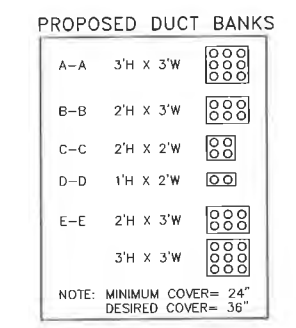 PROPOSED DUCT BANKS
A-A 3'H X 3'W
B-B 2'H X 3'W
C-C 2'H X 2'W
D-D 1'H X 2'W
E-E 2'H X 3'W
3'H X 3'W
NOTE: MINIMUM COVER= 24"
DESIRED COVER= 36"